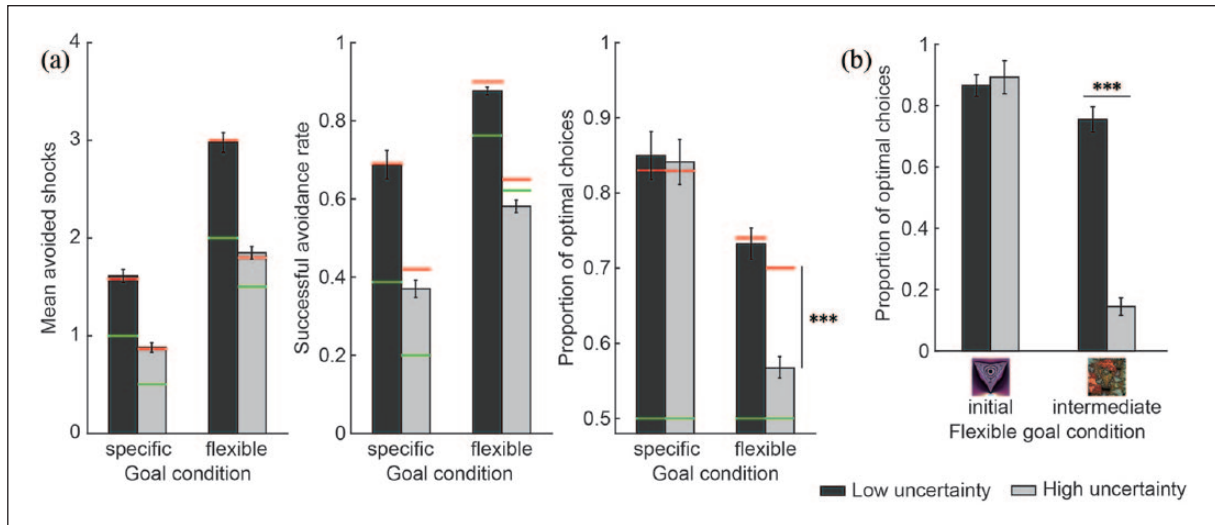 (a)
Mean avoided shocks
4
3
2
1
0
specific flexible
Goal condition
Successful avoidance rate
1
0.8
0.6
0.4
0.2
0
specific flexible
Goal condition
Proportion of optimal choices
1
0.9
0.8
0.7
0.6
0.5
***
specific flexible
Goal condition
(b)
Proportion of optimal choices
1
0.8
0.6
0.4
0.2
0
***
initial intermediate
Flexible goal condition
Low uncertainty High uncertainty